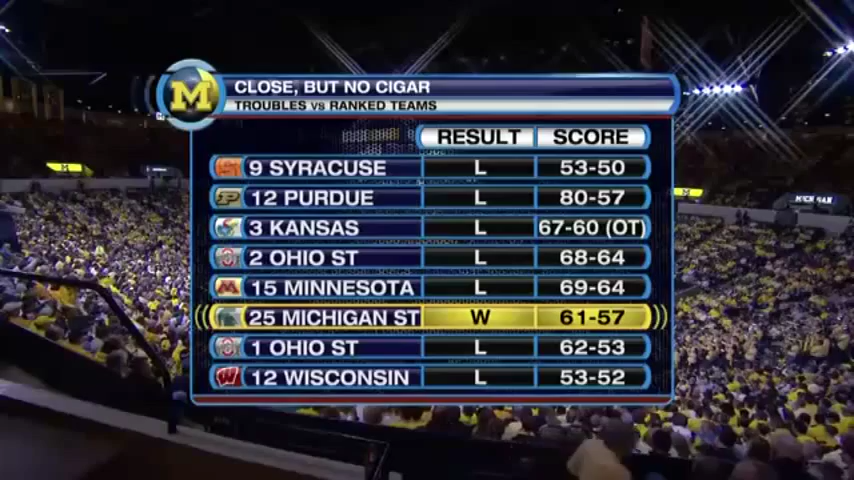 M
CLOSE, BUT NO CIGAR
TROUBLES vs RANKED TEAMS
RESULT SCORE
9 SYRACUSE L 53-50
12 PURDUE L 80-57
3 KANSAS L 67-60 (OT)
2 OHIO ST L 68-64
15 MINNESOTA L 69-64
25 MICHIGAN ST W 61-57
1 OHIO ST L 62-53
12 WISCONSIN L 53-52
MICHIGAN